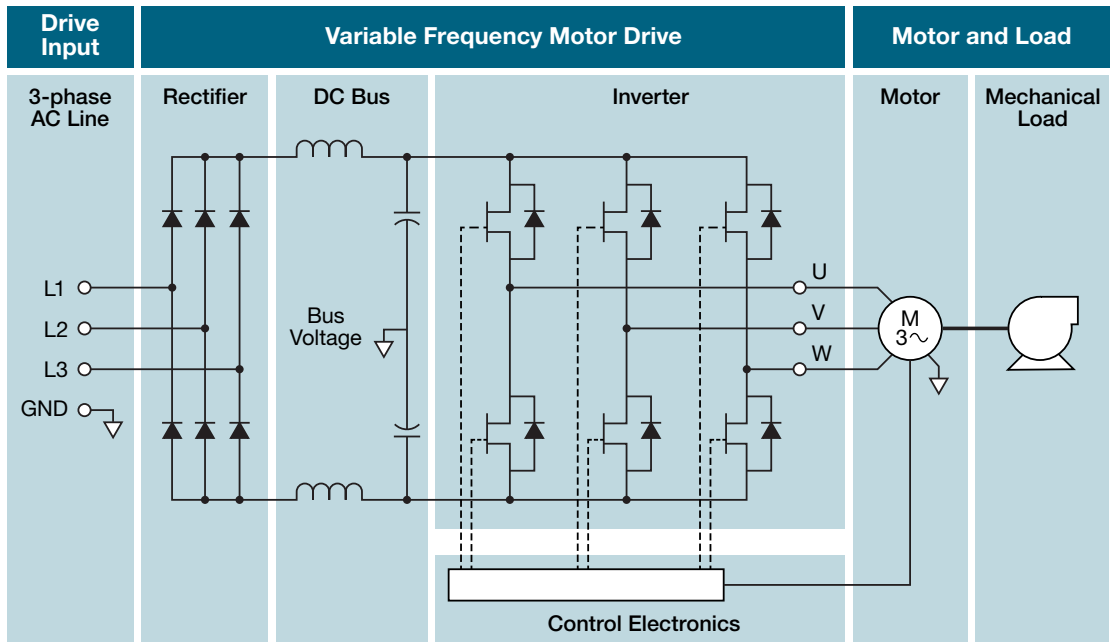 Drive
Input
Variable Frequency Motor Drive
Motor and Load
3-phase
AC Line
Rectifier
DC Bus
Inverter
Motor
Mechanical
Load
L1
L2
L3
GND
Bus
Voltage
U
V
W
M
3~
Control Electronics